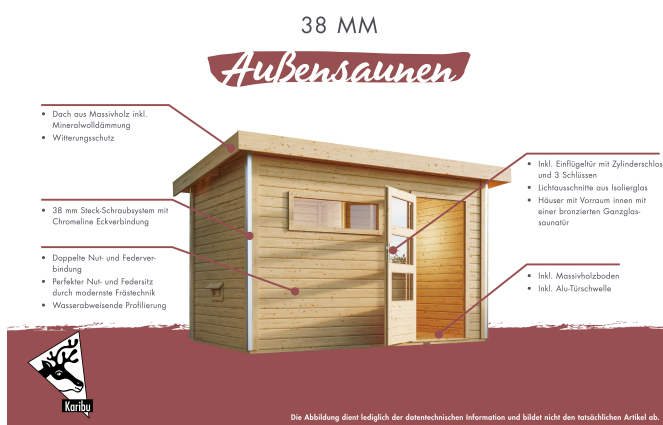 38 MM
Außensaunen
• Dach aus Massivholz inkl.
Mineralwolldämmung
• Witterungsschutz
• 38 mm Steck-Schraubsystem mit
Chromeline Eckverbindung
• Doppelte Nut- und Federver-
bindung
• Perfekter Nut- und Federsitz
durch modernste Frästechnik
• Wasserabweisende Profilierung
• Inkl. Einflügeltür mit Zylinderschlos
und 3 Schlüssen
• Lichtausschnitte aus Isolierglas
• Häuser mit Vorraum innen mit
einer bronzierten Ganzglas-
saunatür
• Inkl. Massivholzboden
• Inkl. Alu-Türschwelle
Karibu
Die Abbildung dient lediglich der datentechnischen Information und bildet nicht den tatsächlichen Artikel ab.